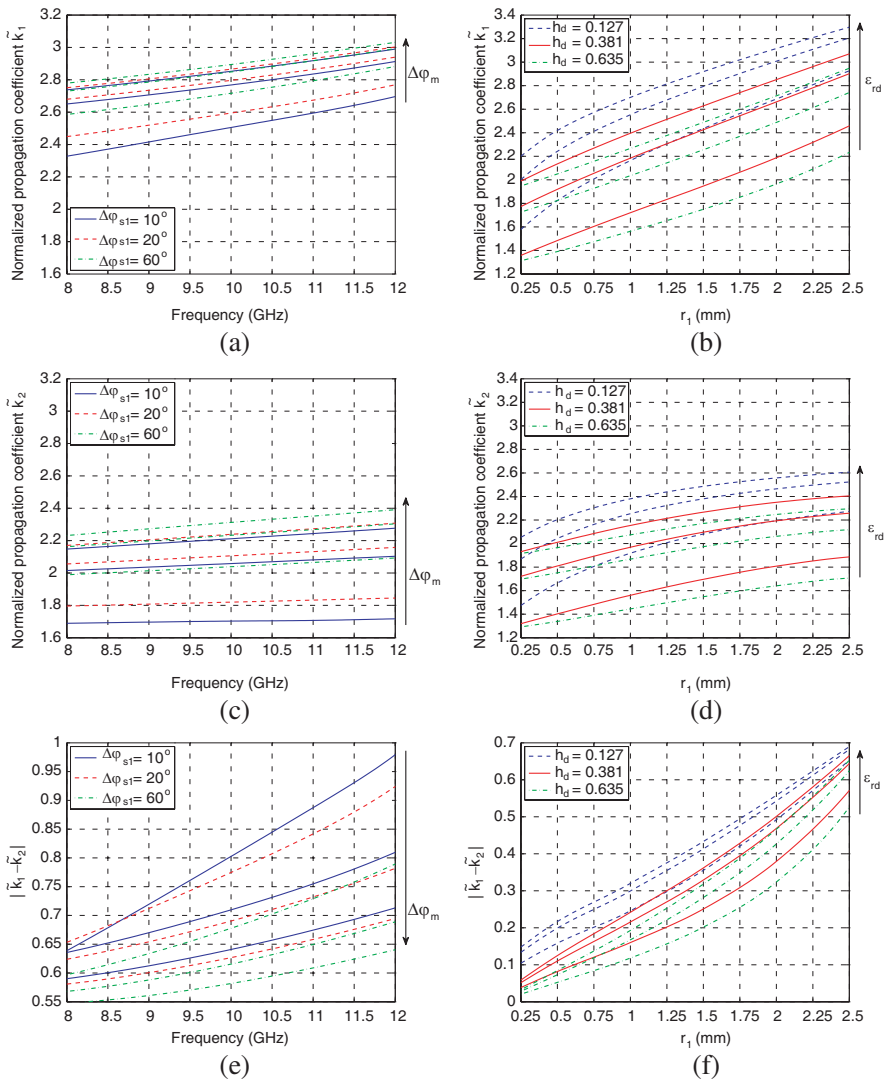 Normalized propagation coefficient k̃₁
3.2
3
2.8
2.6
2.4
2.2
2
1.8
1.6
Δφₛ₁= 10°
Δφₛ₁= 20°
Δφₛ₁= 60°
Δφₘ
8 8.5 9 9.5 10 10.5 11 11.5 12
Frequency (GHz)
(a)
Normalized propagation coefficient k̃₁
3.4
3.2
3
2.8
2.6
2.4
2.2
2
1.8
1.6
1.4
1.2
h_d = 0.127
h_d = 0.381
h_d = 0.635
ε_rd
0.25 0.5 0.75 1 1.25 1.5 1.75 2 2.25 2.5
r₁ (mm)
(b)
Normalized propagation coefficient k̃₂
3.2
3
2.8
2.6
2.4
2.2
2
1.8
1.6
Δφₛ₁= 10°
Δφₛ₁= 20°
Δφₛ₁= 60°
Δφₘ
8 8.5 9 9.5 10 10.5 11 11.5 12
Frequency (GHz)
(c)
Normalized propagation coefficient k̃₂
3.4
3.2
3
2.8
2.6
2.4
2.2
2
1.8
1.6
1.4
1.2
h_d = 0.127
h_d = 0.381
h_d = 0.635
ε_rd
0.25 0.5 0.75 1 1.25 1.5 1.75 2 2.25 2.5
r₁ (mm)
(d)
| k̃₁–k̃₂|
1
0.95
0.9
0.85
0.8
0.75
0.7
0.65
0.6
0.55
Δφₛ₁= 10°
Δφₛ₁= 20°
Δφₛ₁= 60°
Δφₘ
8 8.5 9 9.5 10 10.5 11 11.5 12
Frequency (GHz)
(e)
| k̃₁–k̃₂|
0.7
0.6
0.5
0.4
0.3
0.2
0.1
0
h_d = 0.127
h_d = 0.381
h_d = 0.635
ε_rd
0.25 0.5 0.75 1 1.25 1.5 1.75 2 2.25 2.5
r₁ (mm)
(f)